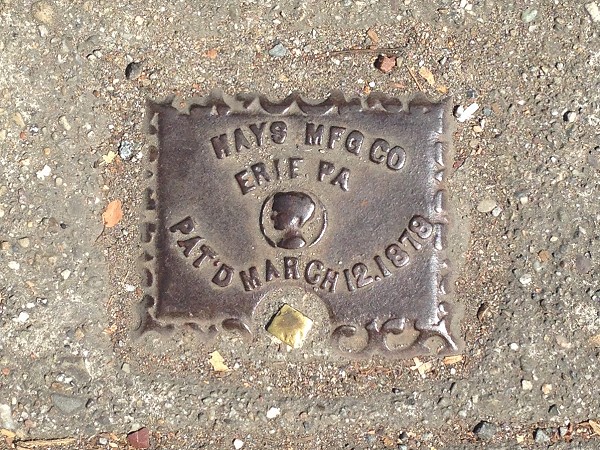 HAYS MFG CO
ERIE PA
PAT'D MARCH 12.1878